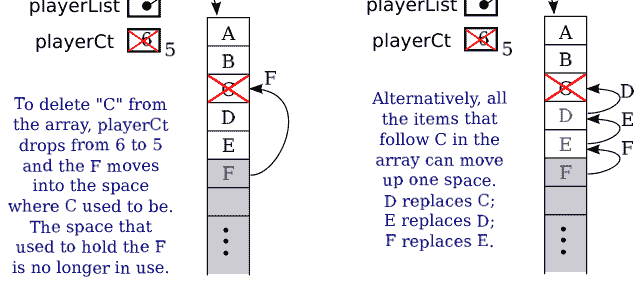 playerList
playerCt
6
5
A
B
C
D
E
F
F
To delete "C" from
the array, playerCt
drops from 6 to 5
and the F moves
into the space
where C used to be.
The space that
used to hold the F
is no longer in use.
playerList
playerCt
6
5
A
B
C
D
E
F
D
E
F
Alternatively, all
the items that
follow C in the
array can move
up one space.
D replaces C;
E replaces D;
F replaces E.